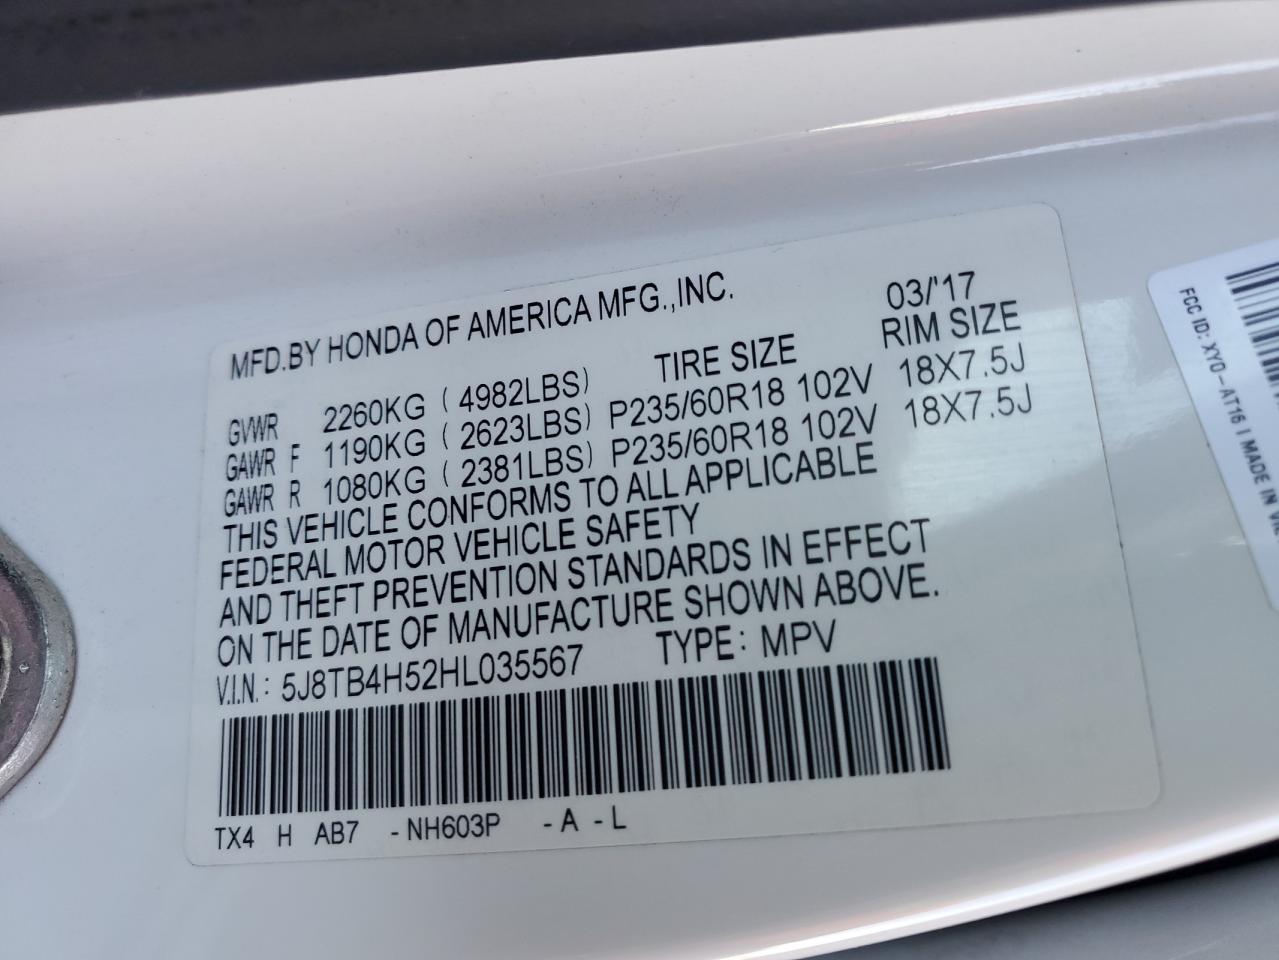 MFD.BY HONDA OF AMERICA MFG.,INC. 03/'17
TIRE SIZE RIM SIZE
GVWR 2260KG ( 4982LBS)
GAWR F 1190KG ( 2623LBS) P235/60R18 102V 18X7.5J
GAWR R 1080KG ( 2381LBS) P235/60R18 102V 18X7.5J
THIS VEHICLE CONFORMS TO ALL APPLICABLE
FEDERAL MOTOR VEHICLE SAFETY
AND THEFT PREVENTION STANDARDS IN EFFECT
ON THE DATE OF MANUFACTURE SHOWN ABOVE.
V.I.N.: 5J8TB4H52HL035567 TYPE: MPV
TX4 H AB7 -NH603P -A -L
FCC ID: XY0-AT16 I MADE IN